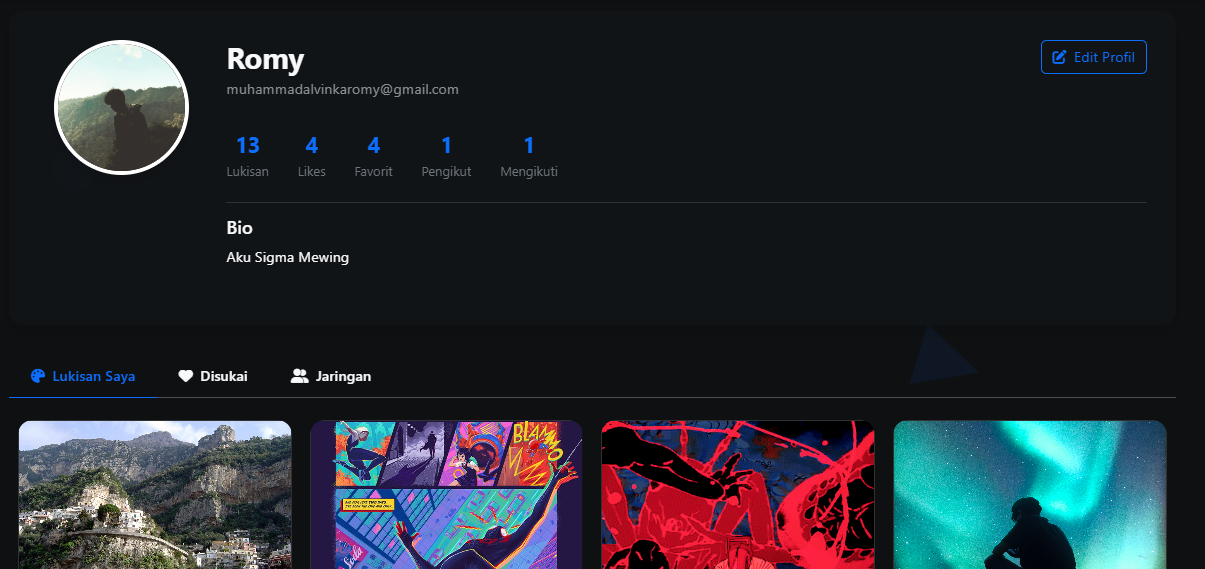 Romy
Edit Profil
muhammadalvinkaromy@gmail.com
13 4 4 1 1
Lukisan Likes Favorit Pengikut Mengikuti
Bio
Aku Sigma Mewing
Lukisan Saya Disukai Jaringan
BLAMMO
Soda